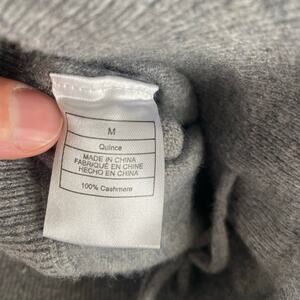 M
Quince
MADE IN CHINA
FABRIQUÉ EN CHINE
HECHO EN CHINA
100% Cashmere